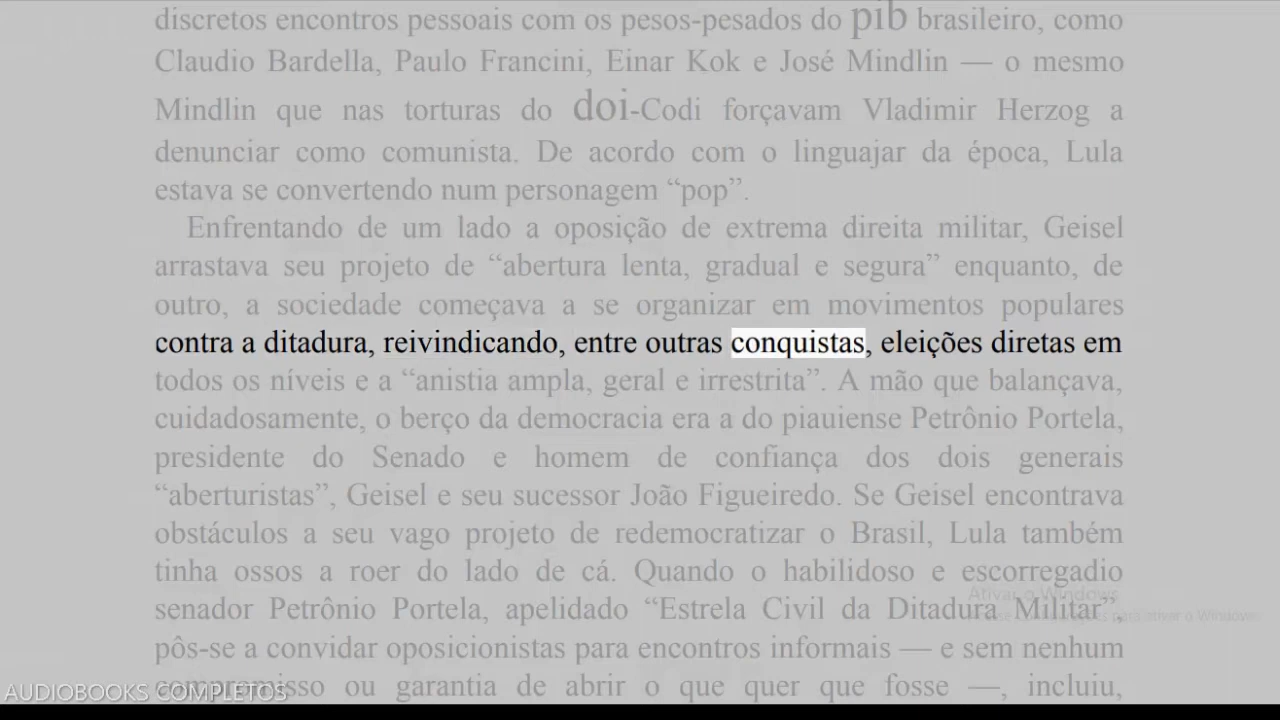 discretos encontros pessoais com os pesos-pesados do pib brasileiro, como
Claudio Bardella, Paulo Francini, Einar Kok e José Mindlin — o mesmo
Mindlin que nas torturas do doi-Codi forçavam Vladimir Herzog a
denunciar como comunista. De acordo com o linguajar da época, Lula
estava se convertendo num personagem “pop”.
Enfrentando de um lado a oposição de extrema direita militar, Geisel
arrastava seu projeto de “abertura lenta, gradual e segura” enquanto, de
outro, a sociedade começava a se organizar em movimentos populares
contra a ditadura, reivindicando, entre outras conquistas, eleições diretas em
todos os níveis e a “anistia ampla, geral e irrestrita”. A mão que balançava,
cuidadosamente, o berço da democracia era a do piauiense Petrônio Portela,
presidente do Senado e homem de confiança dos dois generais
“aberturistas”, Geisel e seu sucessor João Figueiredo. Se Geisel encontrava
obstáculos a seu vago projeto de redemocratizar o Brasil, Lula também
tinha ossos a roer do lado de cá. Quando o habilidoso e escorregadio
Ativar o Windows
senador Petrônio Portela, apelidado “Estrela Civil da Ditadura Militar”,
para ativar o Windows
pôs-se a convidar oposicionistas para encontros informais — e sem nenhum
compromisso ou garantia de abrir o que quer que fosse —, incluiu,
AUDIOBOOKS COMPLETOS